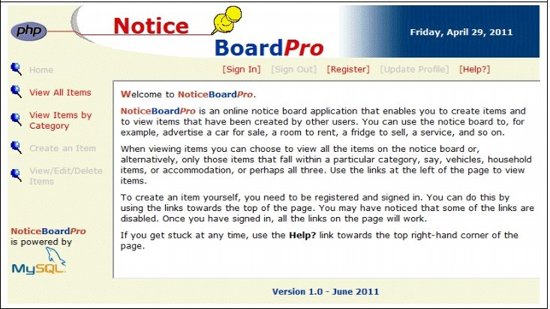 php
Notice
BoardPro
Friday, April 29, 2011
[Sign In] [Sign Out] [Register] [Update Profile] [Help?]
Home
View All Items
View Items by
Category
Create an Item
View/Edit/Delete
Items
NoticeBoardPro
is powered by
MySQL
Welcome to NoticeBoardPro.
NoticeBoardPro is an online notice board application that enables you to create items and
to view items that have been created by other users. You can use the notice board to, for
example, advertise a car for sale, a room to rent, a fridge to sell, a service, and so on.
When viewing items you can choose to view all the items on the notice board or,
alternatively, only those items that fall within a particular category, say, vehicles, household
items, or accommodation, or perhaps all three. Use the links at the left of the page to view
items.
To create an item yourself, you need to be registered and signed in. You can do this by
using the links towards the top of the page. You may have noticed that some of the links are
disabled. Once you have signed in, all the links on the page will work.
If you get stuck at any time, use the Help? link towards the top right-hand corner of the
page.
Version 1.0 - June 2011